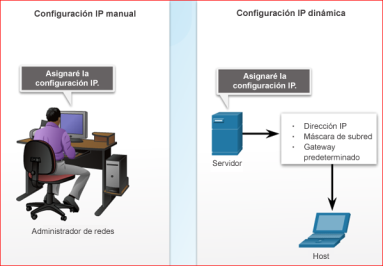 Configuración IP manual
Asignaré la
configuración IP.
Administrador de redes
Configuración IP dinámica
Asignaré la
configuración IP.
Servidor
• Dirección IP
• Máscara de subred
• Gateway
predeterminado
Host